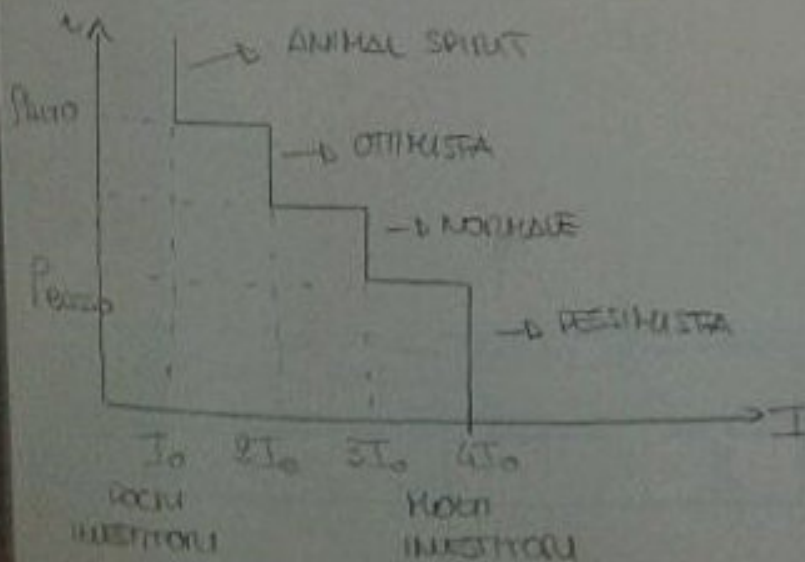 ANIMAL SPIRIT
OTTIMISTA
NORMALE
PESSIMISTA
I
I₀ 2I₀ 3I₀ 4I₀
POCHI MOLTI
INVESTITORI INVESTITORI